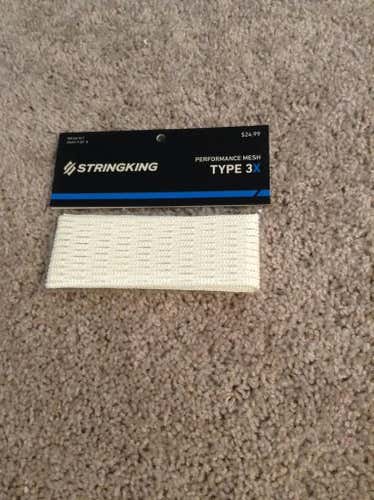 $24.99
STRINGKING
PERFORMANCE MESH
TYPE 3X